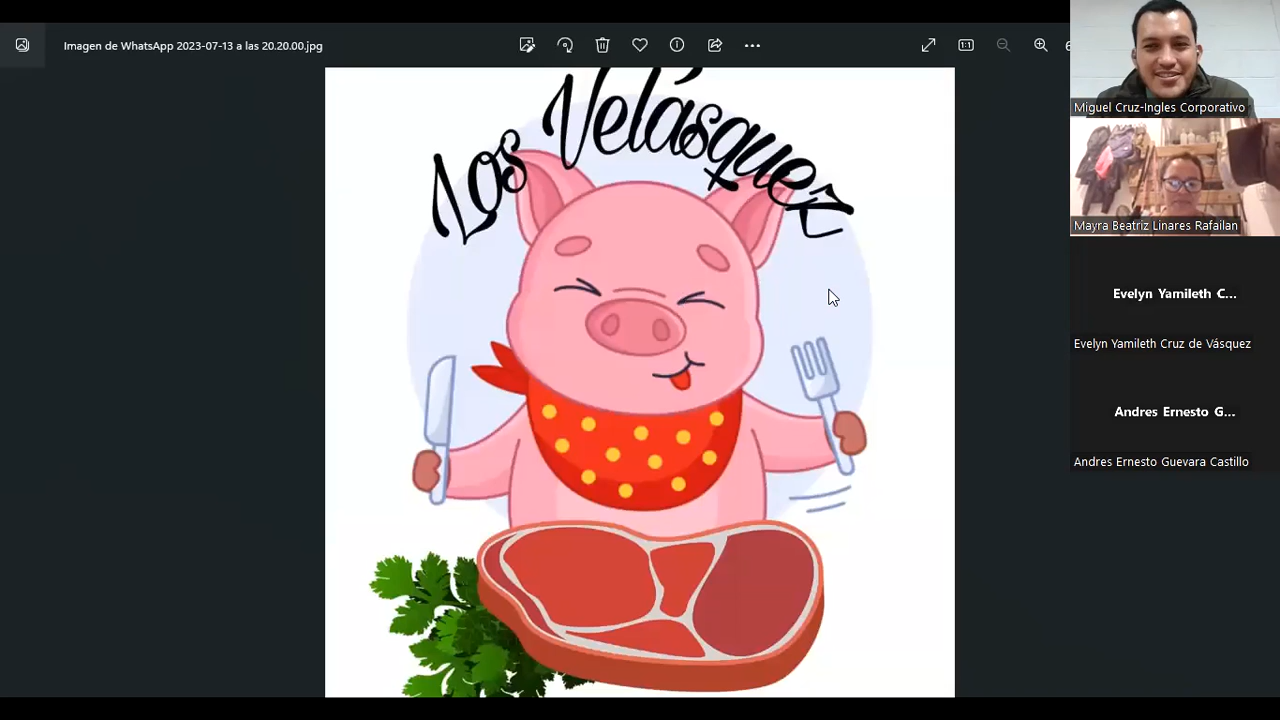 Imagen de WhatsApp 2023-07-13 a las 20.20.00.jpg
Los Velásquez
Miguel Cruz-Ingles Corporativo
Mayra Beatriz Linares Rafailan
Evelyn Yamileth C...
Evelyn Yamileth Cruz de Vásquez
Andres Ernesto G...
Andres Ernesto Guevara Castillo